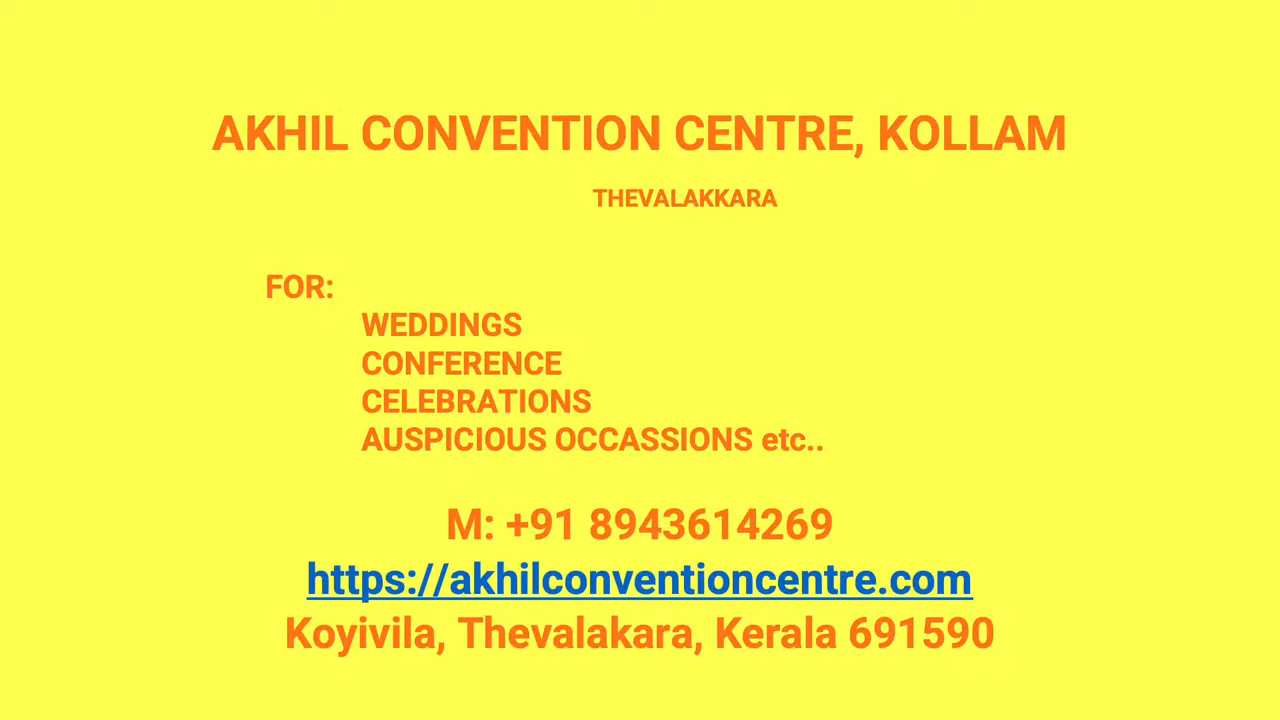 AKHIL CONVENTION CENTRE, KOLLAM
THEVALAKKARA
FOR:
WEDDINGS
CONFERENCE
CELEBRATIONS
AUSPICIOUS OCCASSIONS etc..
M: +91 8943614269
https://akhilconventioncentre.com
Koyivila, Thevalakara, Kerala 691590